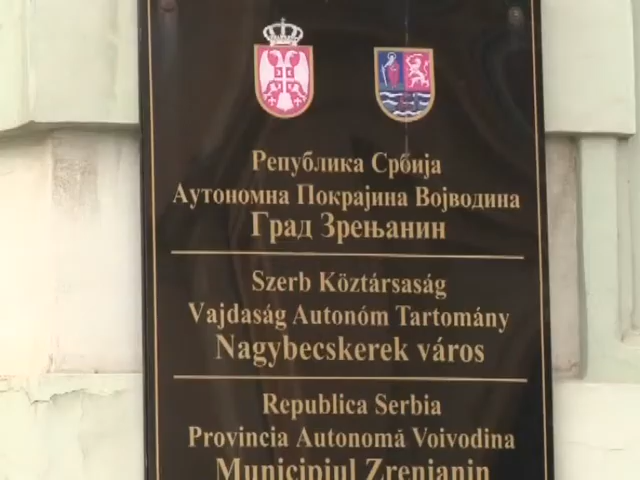 Република Србија
Аутономна Покрајина Војводина
Град Зрењанин
Szerb Köztársaság
Vajdaság Autonóm Tartomány
Nagybecskerek város
Republica Serbia
Provincia Autonomă Voivodina
Municipiul Zrenianin